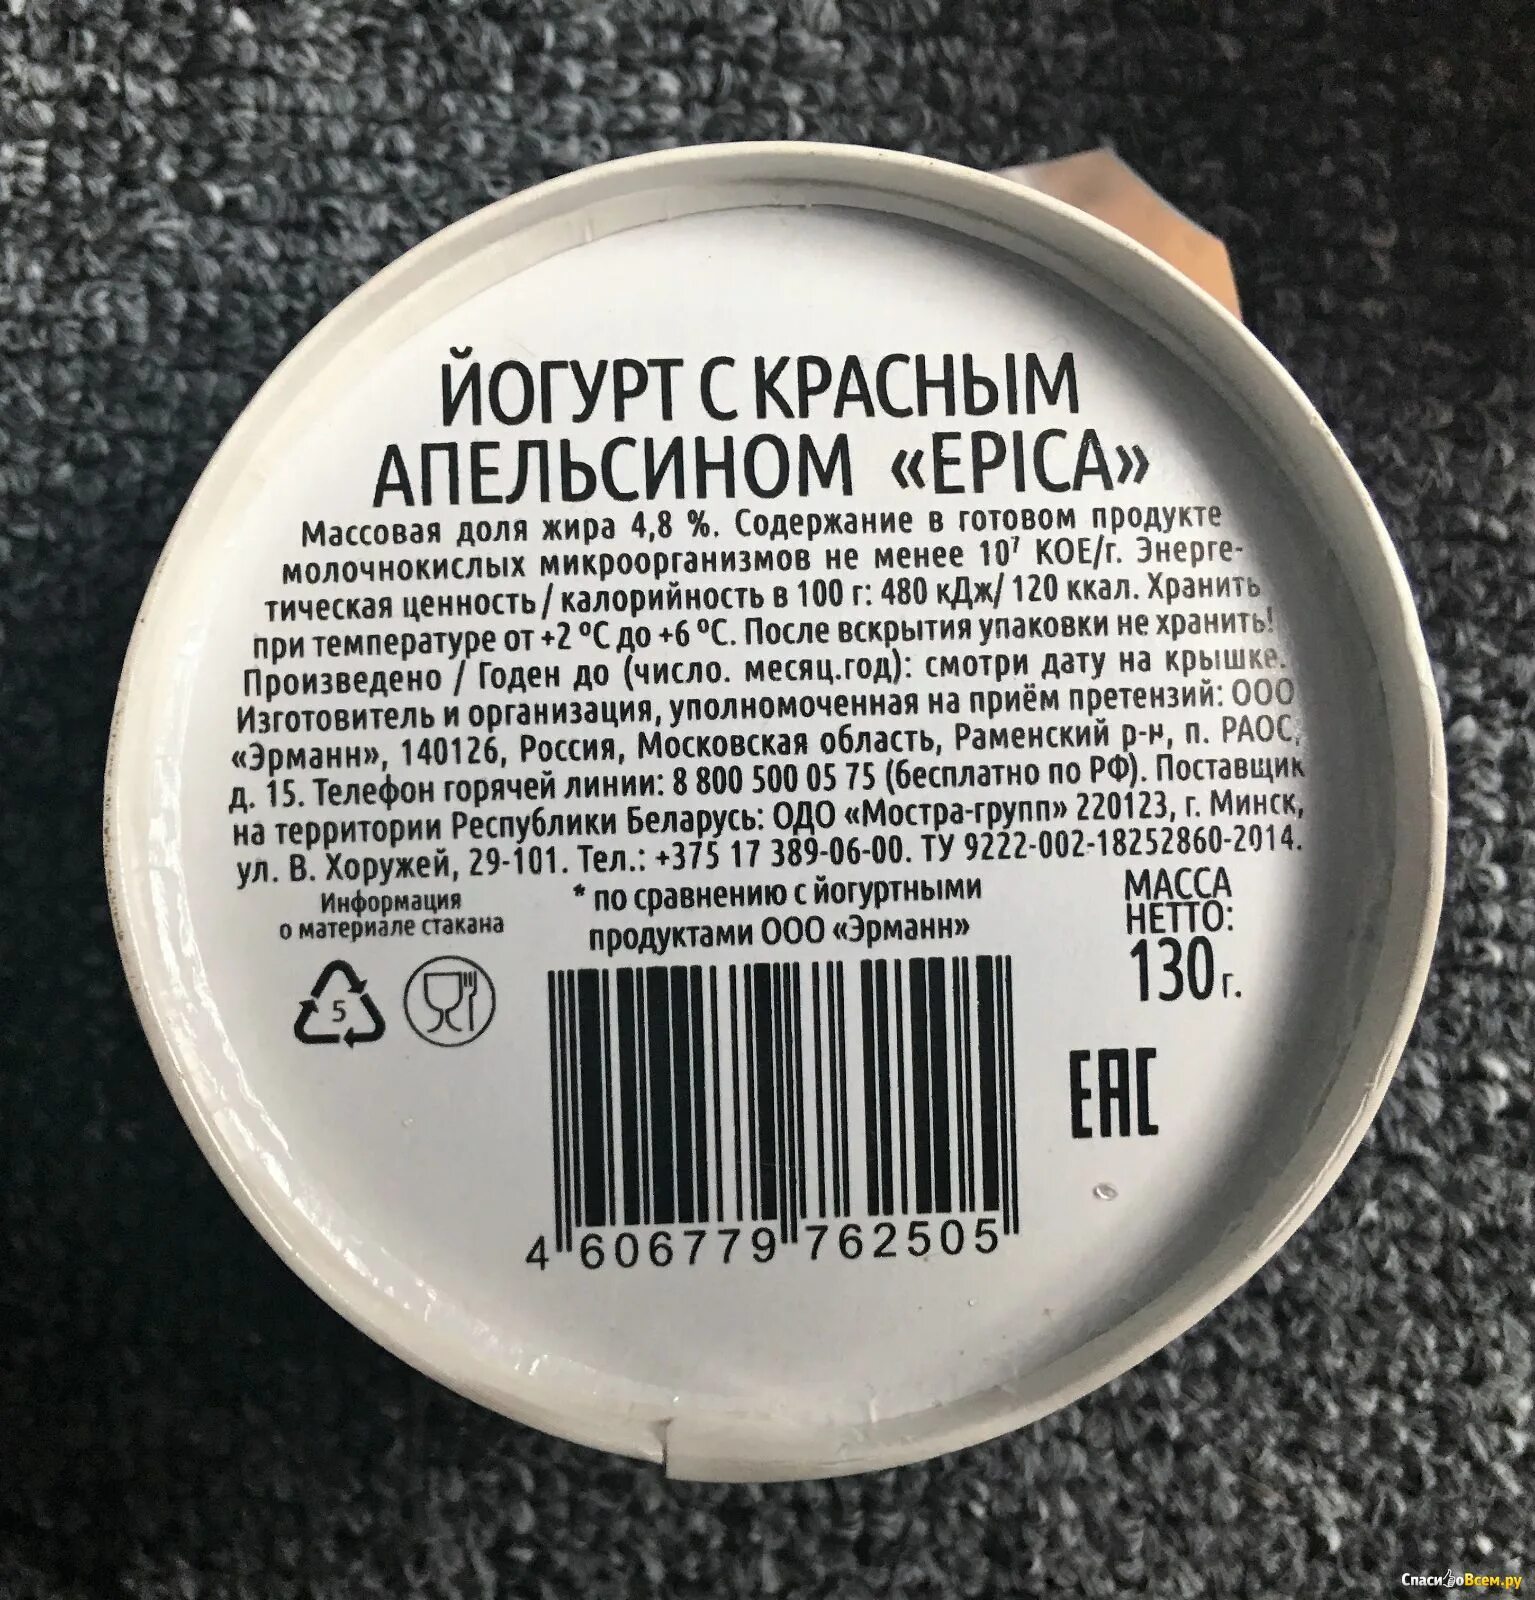 ЙОГУРТ С КРАСНЫМ
АПЕЛЬСИНОМ «EPICA»
Массовая доля жира 4,8 %. Содержание в готовом продукте
молочнокислых микроорганизмов не менее 10⁷ КОЕ/г. Энерге-
тическая ценность / калорийность в 100 г: 480 кДж/ 120 ккал. Хранить
при температуре от +2 °С до +6 °С. После вскрытия упаковки не хранить!
Произведено / Годен до (число. месяц.год): смотри дату на крышке.
Изготовитель и организация, уполномоченная на приём претензий: ООО
«Эрманн», 140126, Россия, Московская область, Раменский р-н, п. РАОС,
д. 15. Телефон горячей линии: 8 800 500 05 75 (бесплатно по РФ). Поставщик
на территории Республики Беларусь: ОДО «Мостра-групп» 220123, г. Минск,
ул. В. Хоружей, 29-101. Тел.: +375 17 389-06-00. ТУ 9222-002-18252860-2014.
Информация
о материале стакана
* по сравнению с йогуртными
продуктами ООО «Эрманн»
МАССА
НЕТТО:
130 г.
5
EAC
4 606779 762505
СпасибоВсем.ру